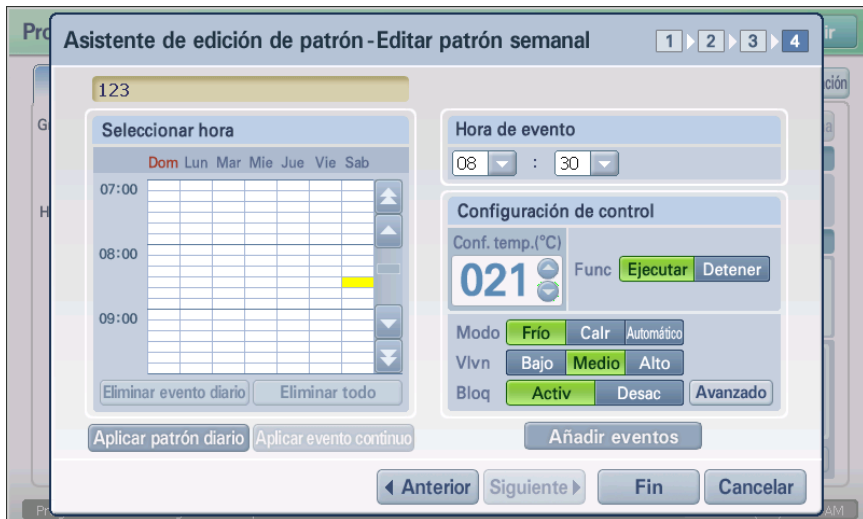 Asistente de edición de patrón-Editar patrón semanal
1 2 3 4
123
Seleccionar hora
Dom Lun Mar Mie Jue Vie Sab
07:00
08:00
09:00
Eliminar evento diario Eliminar todo
Aplicar patrón diario Aplicar evento continuo
Hora de evento
08 : 30
Configuración de control
Conf. temp.(°C)
021
Func Ejecutar Detener
Modo Frío Calr Automático
Vlvn Bajo Medio Alto
Bloq Activ Desac Avanzado
Añadir eventos
Anterior Siguiente Fin Cancelar